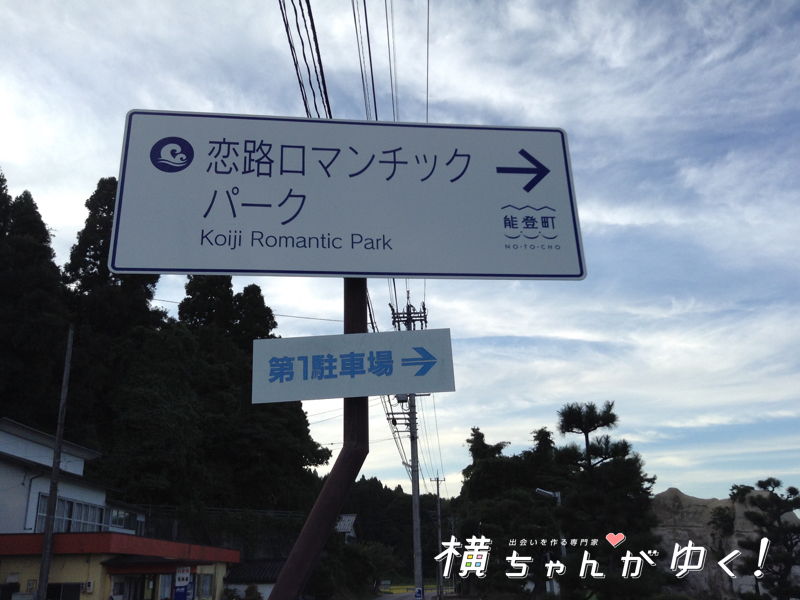 恋路ロマンチック
パーク
Koiji Romantic Park
能登町
NO-TO-CHO
第1駐車場
出会いを作る専門家
横ちゃんがゆく!